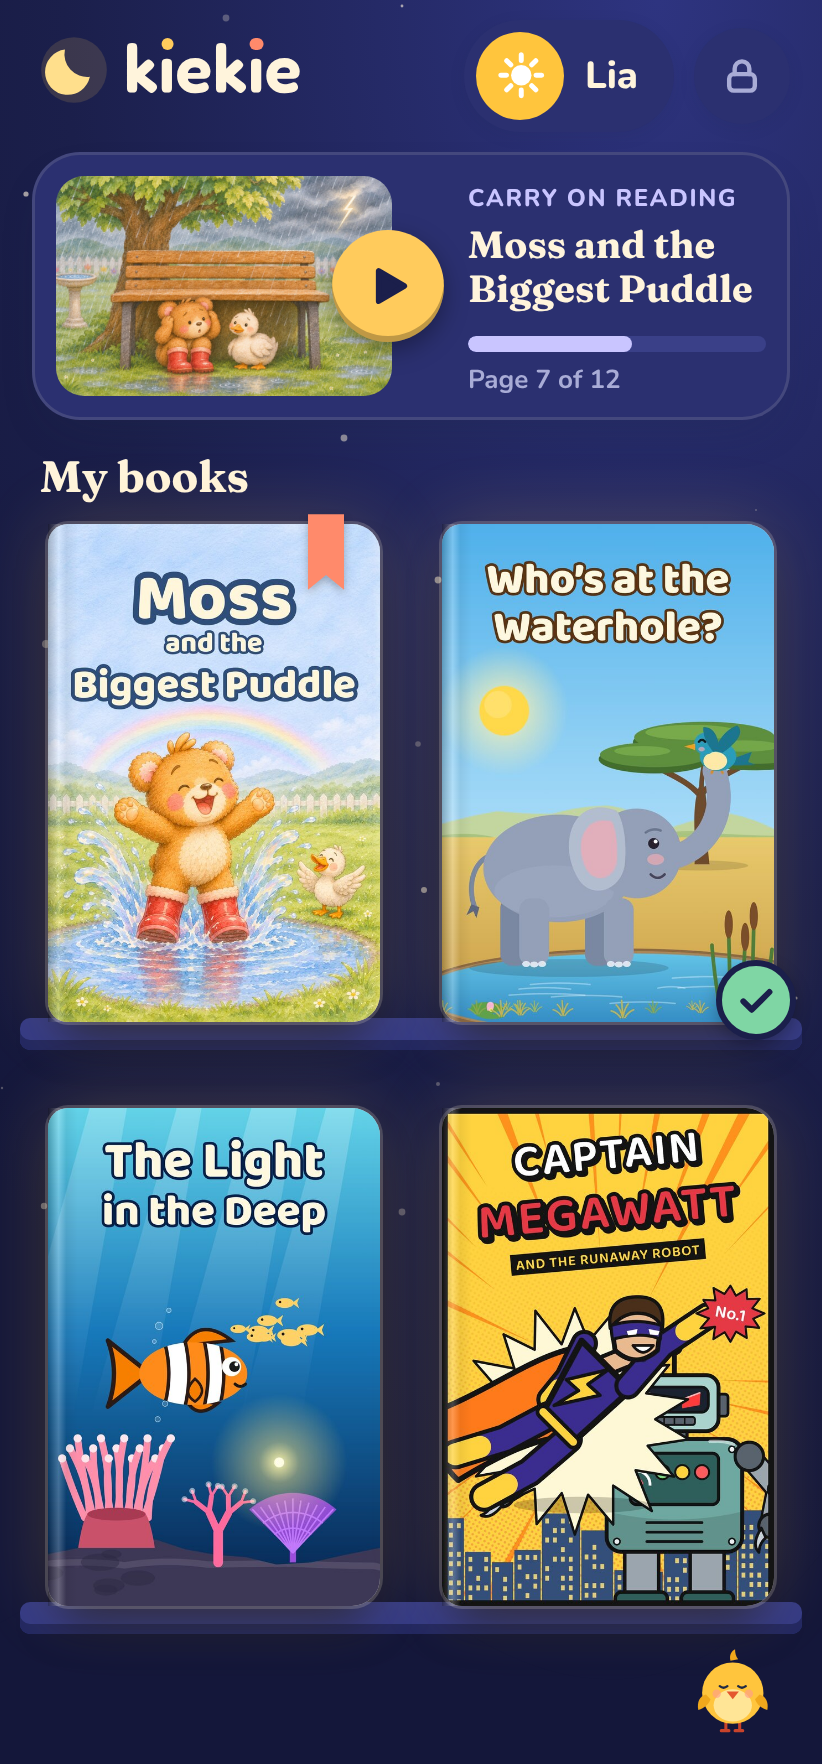 kiekie
Lia
CARRY ON READING
Moss and the
Biggest Puddle
Page 7 of 12
My books
Moss
and the
Biggest Puddle
Who's at the
Waterhole?
The Light
in the Deep
CAPTAIN
MEGAWATT
AND THE RUNAWAY ROBOT
No.1